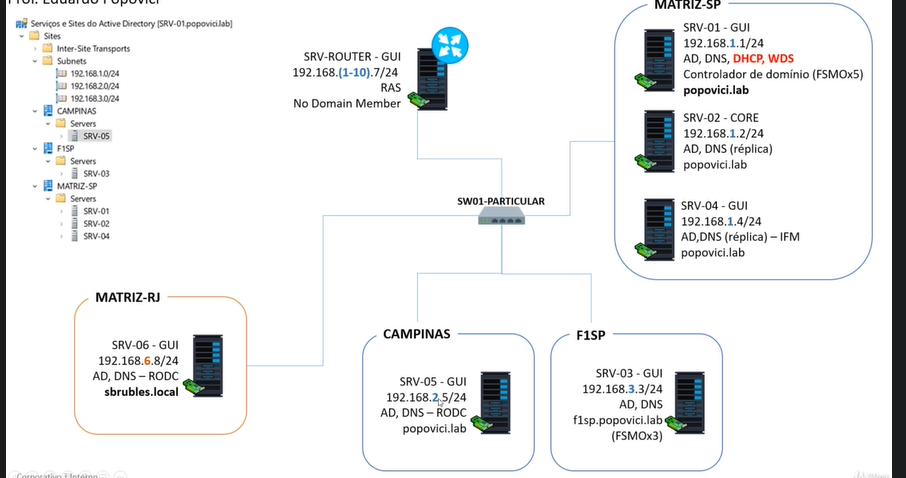 Prof. Eduardo Popovici
Serviços e Sites do Active Directory [SRV-01.popovici.lab]
Sites
Inter-Site Transports
Subnets
192.168.1.0/24
192.168.2.0/24
192.168.3.0/24
CAMPINAS
Servers
SRV-05
F1SP
Servers
SRV-03
MATRIZ-SP
Servers
SRV-01
SRV-02
SRV-04
SRV-ROUTER - GUI
192.168.(1-10).7/24
RAS
No Domain Member
MATRIZ-SP
SRV-01 - GUI
192.168.1.1/24
AD, DNS, DHCP, WDS
Controlador de domínio (FSMOx5)
popovici.lab
SRV-02 - CORE
192.168.1.2/24
AD, DNS (réplica)
popovici.lab
SRV-04 - GUI
192.168.1.4/24
AD,DNS (réplica) – IFM
popovici.lab
SW01-PARTICULAR
MATRIZ-RJ
SRV-06 - GUI
192.168.6.8/24
AD, DNS – RODC
sbrubles.local
CAMPINAS
SRV-05 - GUI
192.168.2.5/24
AD, DNS – RODC
popovici.lab
F1SP
SRV-03 - GUI
192.168.3.3/24
AD, DNS
f1sp.popovici.lab
(FSMOx3)
Corporativo | Interno